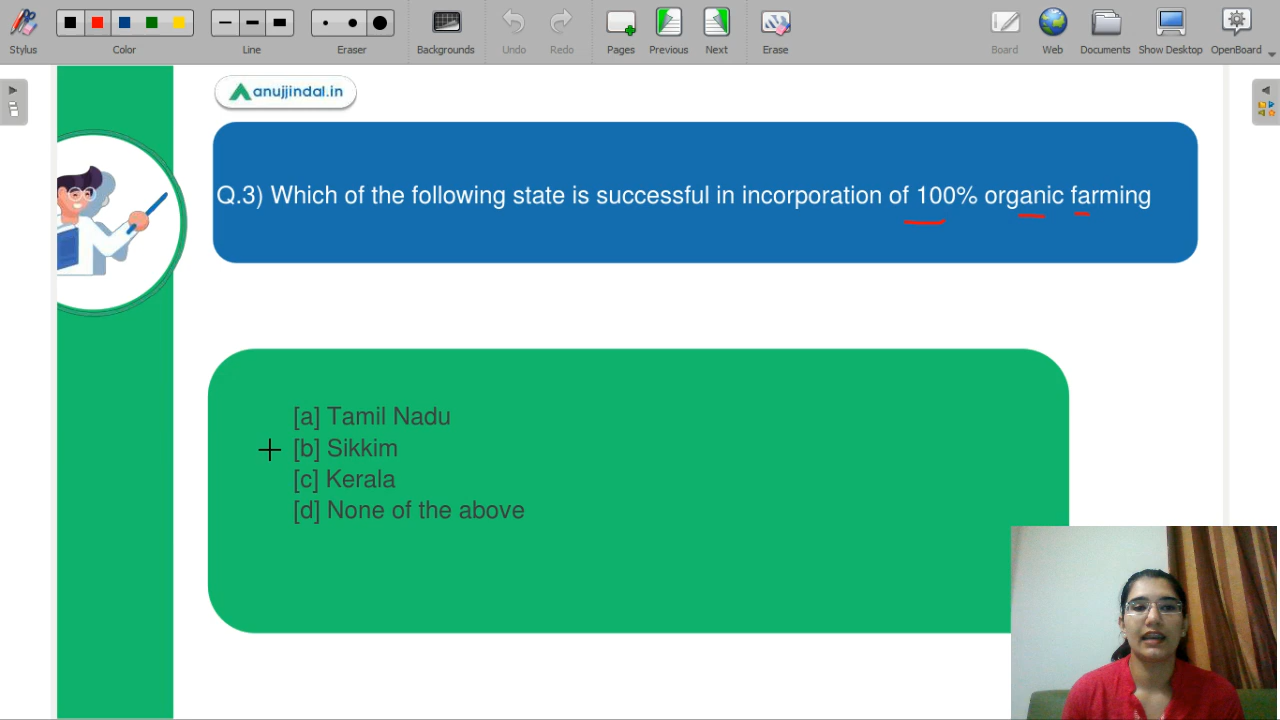 Stylus
Color
Line
Eraser
Backgrounds
Undo
Redo
Pages
Previous
Next
Erase
Board
Web
Documents
Show Desktop
OpenBoard
anujjindal.in
Q.3) Which of the following state is successful in incorporation of 100% organic farming
[a] Tamil Nadu
[b] Sikkim
[c] Kerala
[d] None of the above